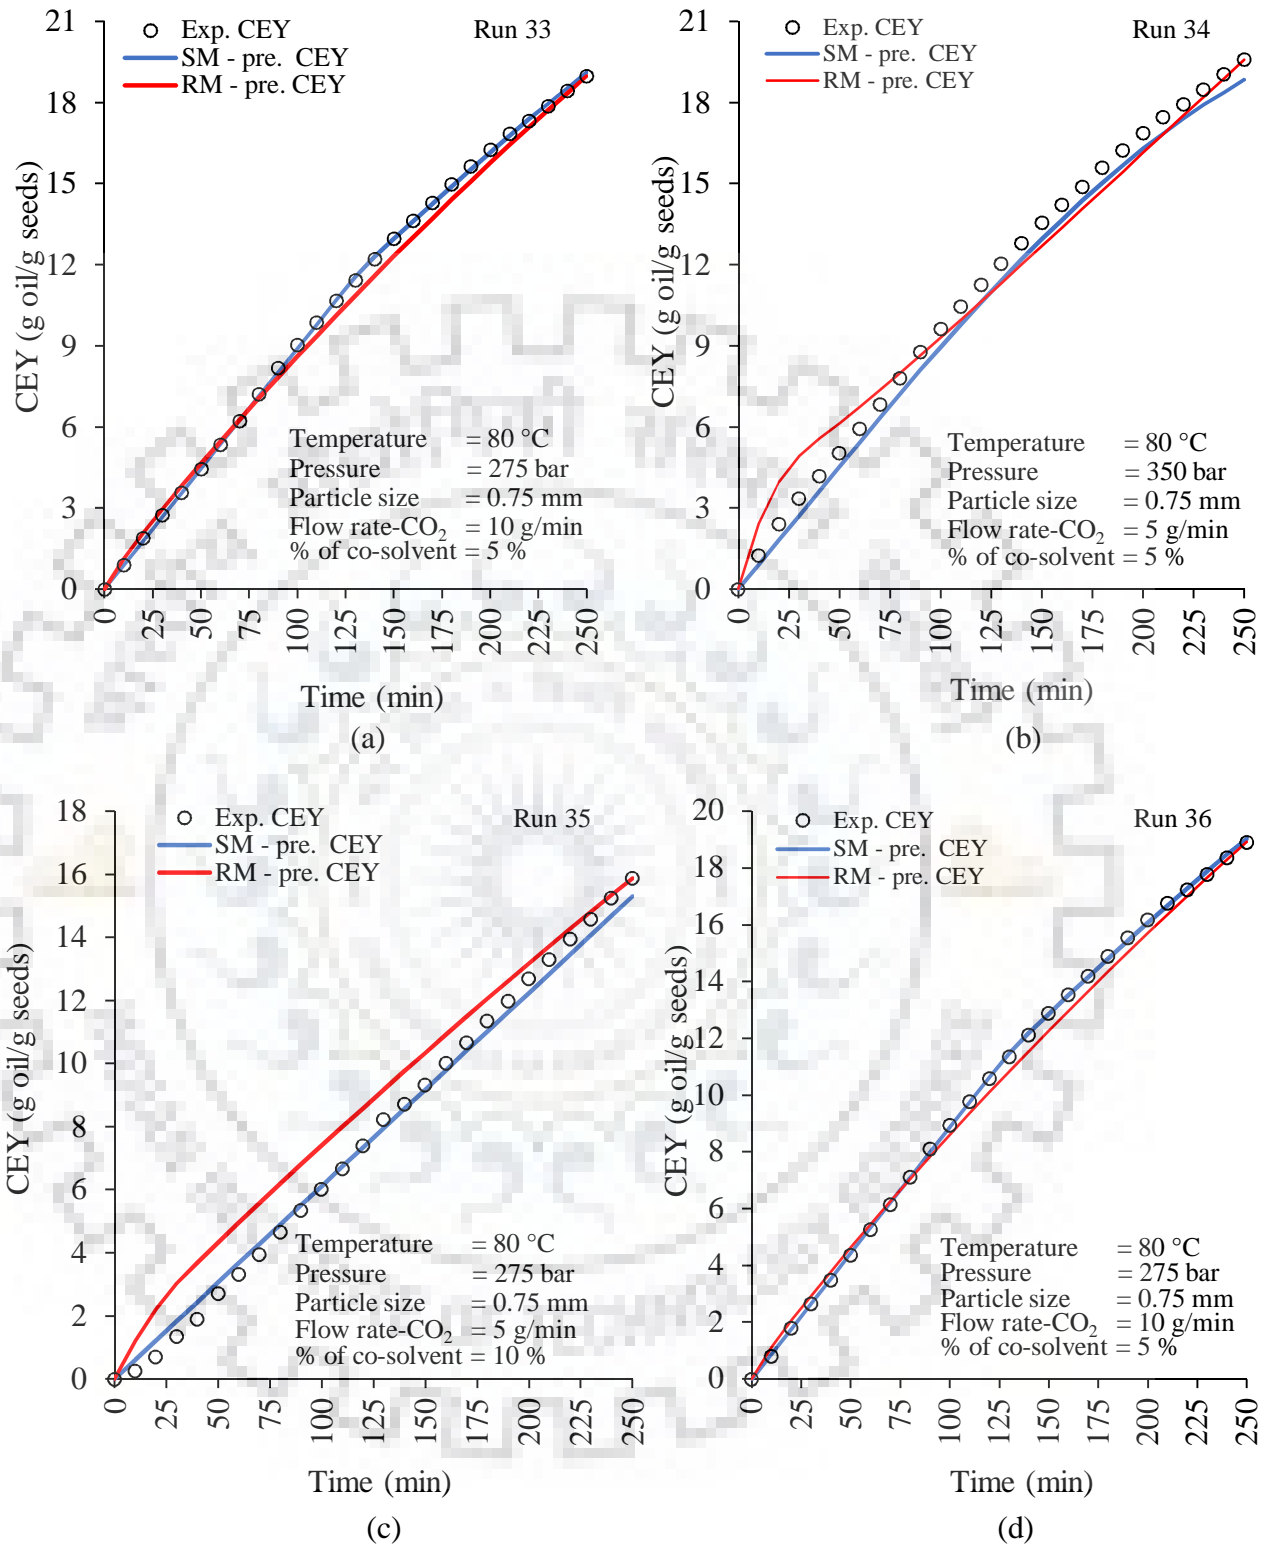 Exp. CEY
SM - pre. CEY
RM - pre. CEY
Run 33
21
18
15
12
9
6
3
0
CEY (g oil/g seeds)
Temperature = 80 °C
Pressure = 275 bar
Particle size = 0.75 mm
Flow rate-CO₂ = 10 g/min
% of co-solvent = 5 %
0 25 50 75 100 125 150 175 200 225 250
Time (min)
(a)
Exp. CEY
SM - pre. CEY
RM - pre. CEY
Run 34
21
18
15
12
9
6
3
0
CEY (g oil/g seeds)
Temperature = 80 °C
Pressure = 350 bar
Particle size = 0.75 mm
Flow rate-CO₂ = 5 g/min
% of co-solvent = 5 %
0 25 50 75 100 125 150 175 200 225 250
Time (min)
(b)
Exp. CEY
SM - pre. CEY
RM - pre. CEY
Run 35
18
16
14
12
10
8
6
4
2
0
CEY (g oil/g seeds)
Temperature = 80 °C
Pressure = 275 bar
Particle size = 0.75 mm
Flow rate-CO₂ = 5 g/min
% of co-solvent = 10 %
0 25 50 75 100 125 150 175 200 225 250
Time (min)
(c)
Exp. CEY
SM - pre. CEY
RM - pre. CEY
Run 36
20
18
16
14
12
10
8
6
4
2
0
CEY (g oil/g seeds)
Temperature = 80 °C
Pressure = 275 bar
Particle size = 0.75 mm
Flow rate-CO₂ = 10 g/min
% of co-solvent = 5 %
0 25 50 75 100 125 150 175 200 225 250
Time (min)
(d)